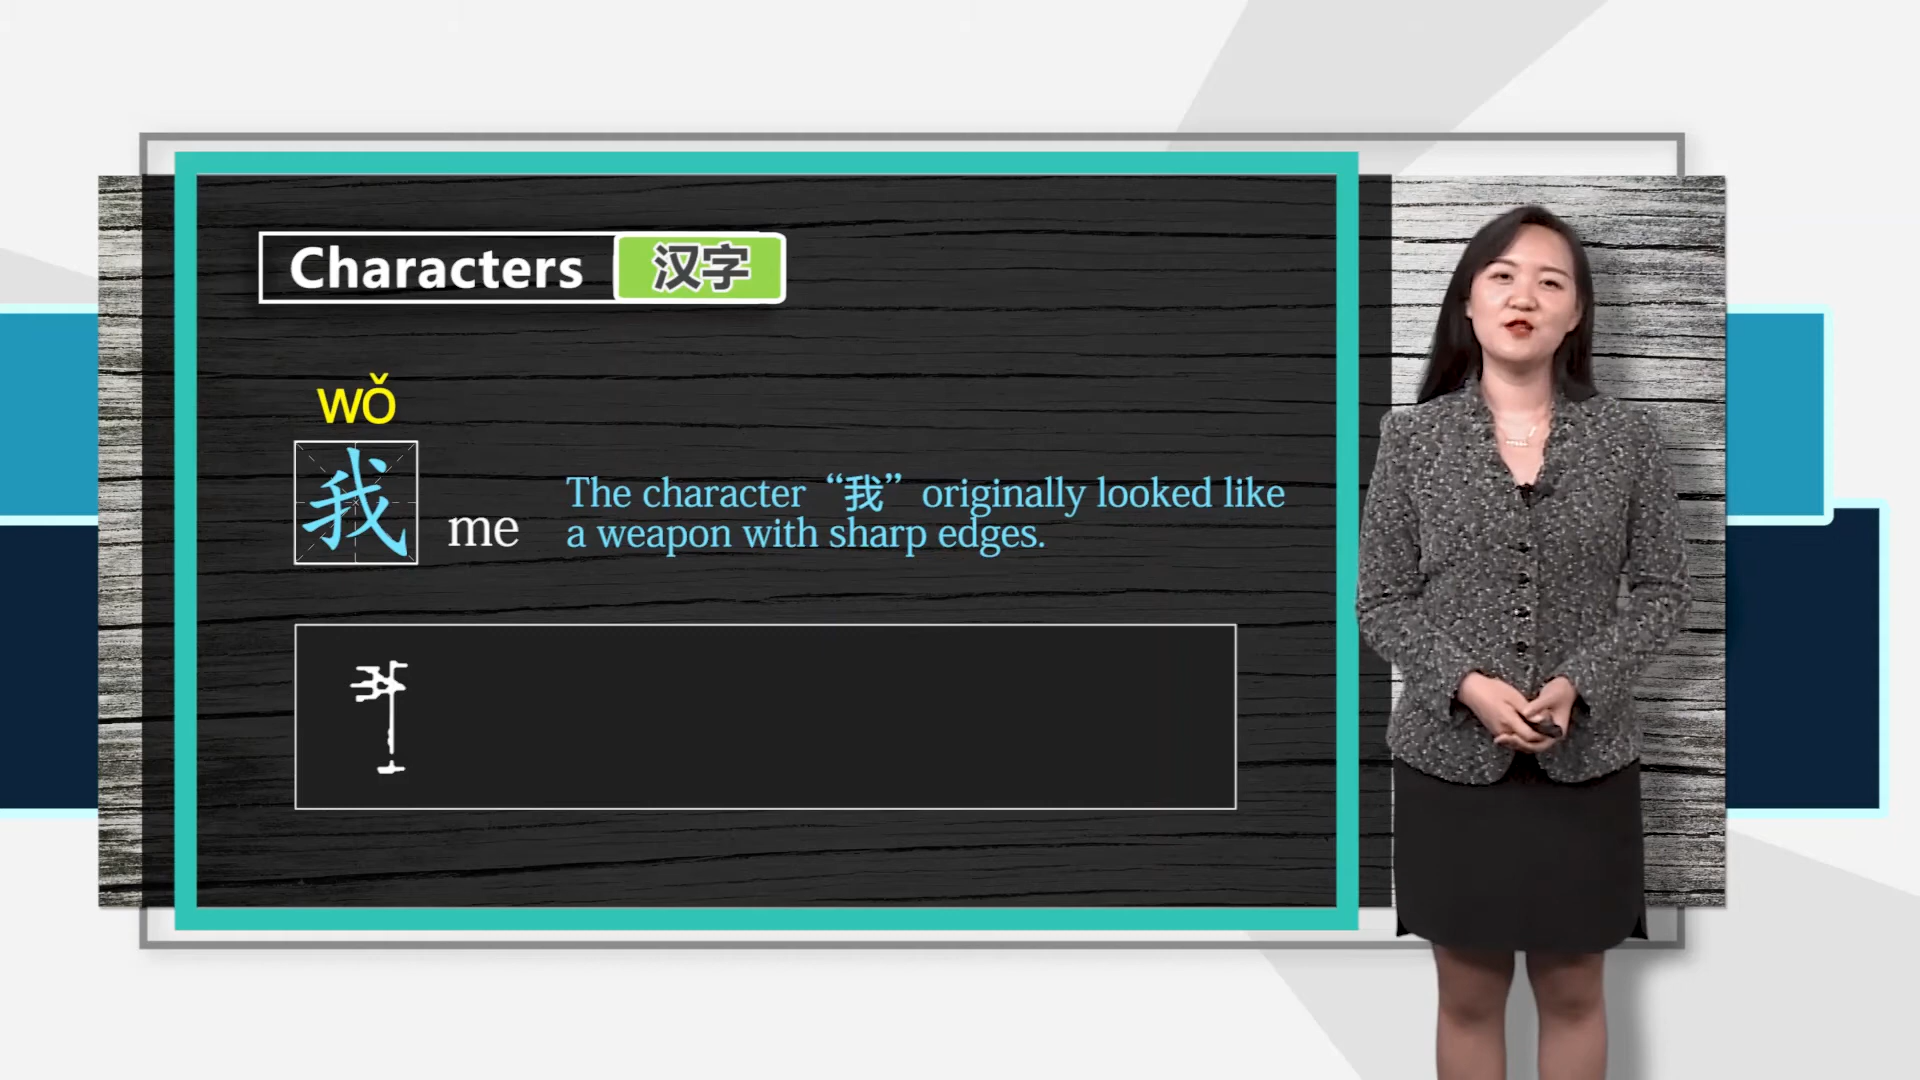 Characters 汉字
wǒ
我 me
The character “我” originally looked like
a weapon with sharp edges.